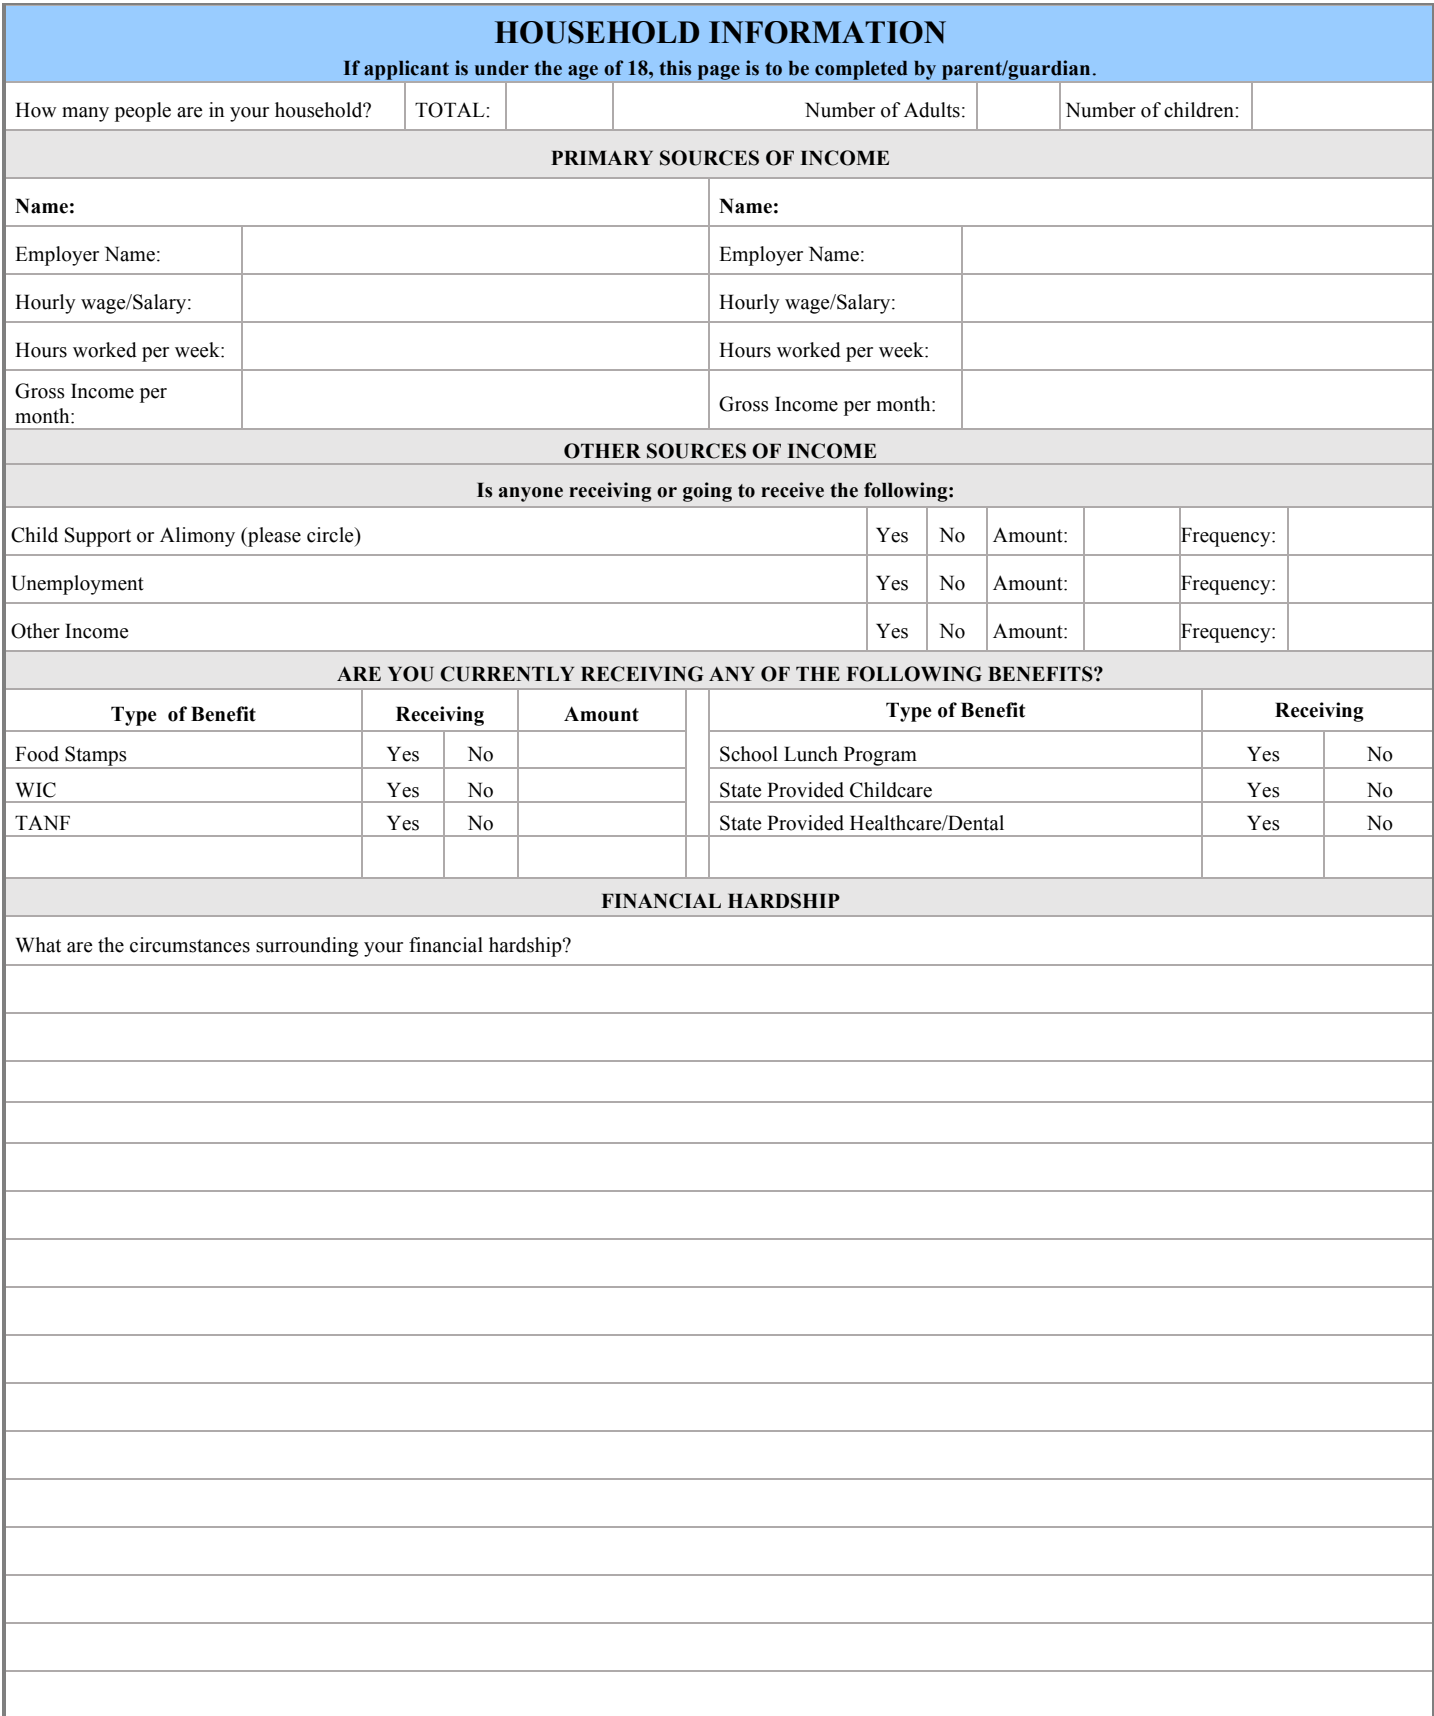 HOUSEHOLD INFORMATION
If applicant is under the age of 18, this page is to be completed by parent/guardian.
How many people are in your household? TOTAL: Number of Adults: Number of children:
PRIMARY SOURCES OF INCOME
Name: Name:
Employer Name: Employer Name:
Hourly wage/Salary: Hourly wage/Salary:
Hours worked per week: Hours worked per week:
Gross Income per
month: Gross Income per month:
OTHER SOURCES OF INCOME
Is anyone receiving or going to receive the following:
Child Support or Alimony (please circle) Yes No Amount: Frequency:
Unemployment Yes No Amount: Frequency:
Other Income Yes No Amount: Frequency:
ARE YOU CURRENTLY RECEIVING ANY OF THE FOLLOWING BENEFITS?
Type of Benefit Receiving Amount Type of Benefit Receiving
Food Stamps Yes No School Lunch Program Yes No
WIC Yes No State Provided Childcare Yes No
TANF Yes No State Provided Healthcare/Dental Yes No
FINANCIAL HARDSHIP
What are the circumstances surrounding your financial hardship?